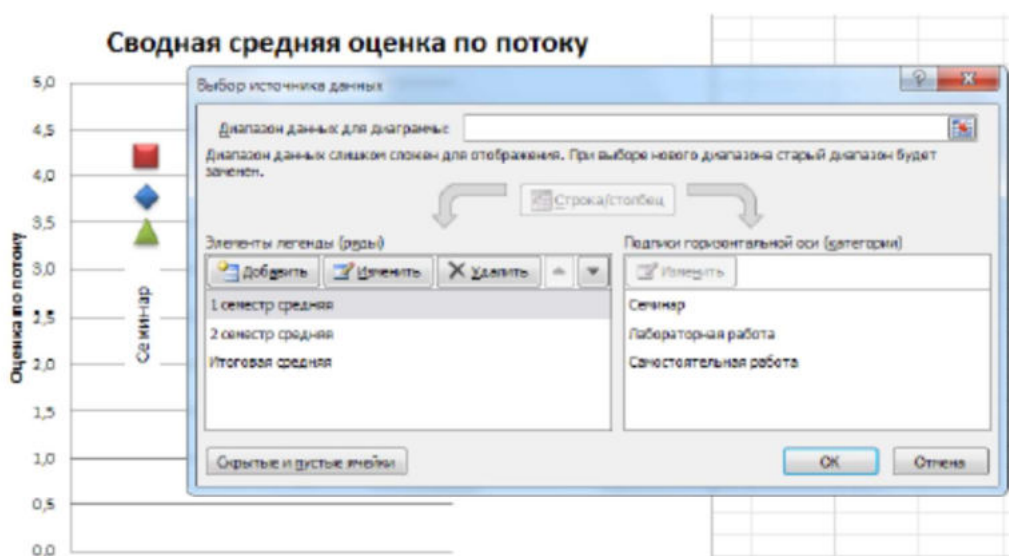 Сводная средняя оценка по потоку
Выбор источника данных
Диапазон данных для диаграммы:
Диапазон данных слишком сложен для отображения. При выборе нового диапазона старый диапазон будет
заменен.
Строка/столбец
Элементы легенды (ряды)
Добавить Изменить Удалить
1 семестр средняя
2 семестр средняя
Итоговая средняя
Подписи горизонтальной оси (категории)
Изменить
Семинар
Лабораторная работа
Самостоятельная работа
Скрытые и пустые ячейки
ОК Отмена
Оценка по потоку
5,0
4,5
4,0
3,5
3,0
2,5
2,0
1,5
1,0
0,5
0,0
Семинар